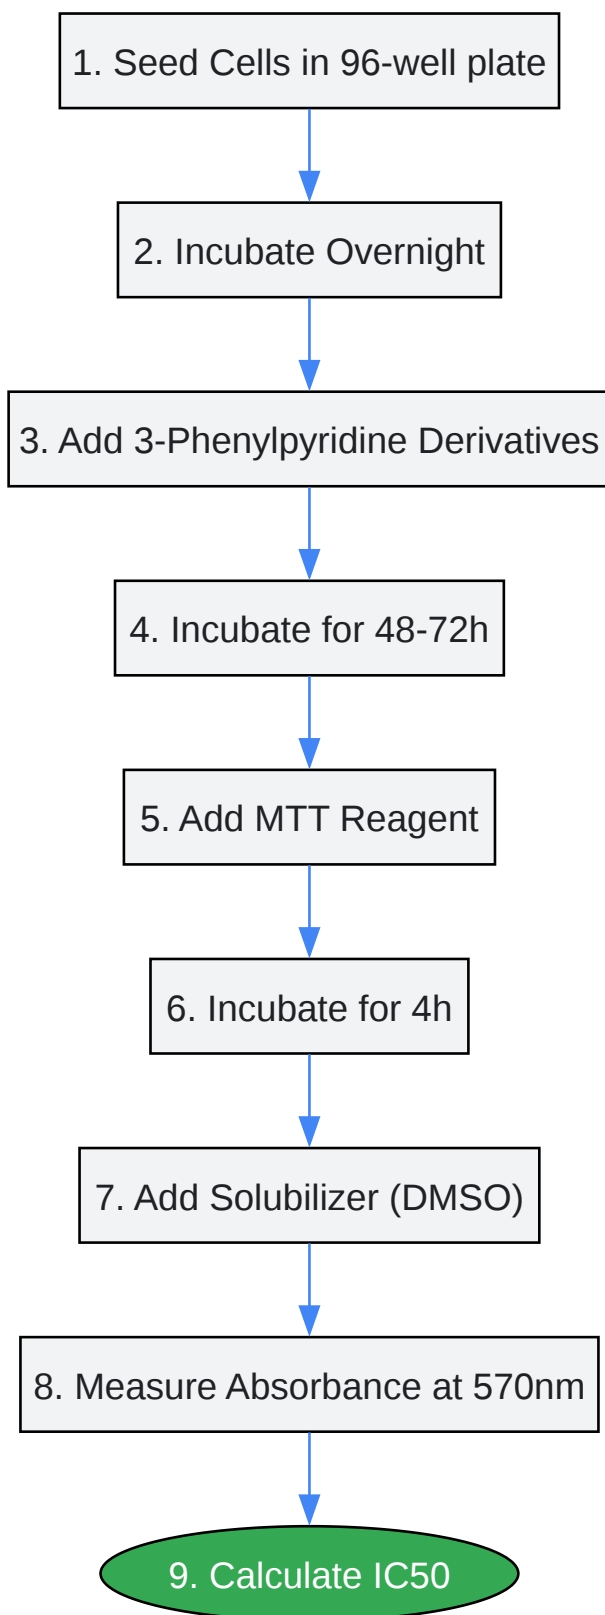 1. Seed Cells in 96-well plate
2. Incubate Overnight
3. Add 3-Phenylpyridine Derivatives
4. Incubate for 48-72h
5. Add MTT Reagent
6. Incubate for 4h
7. Add Solubilizer (DMSO)
8. Measure Absorbance at 570nm
9. Calculate IC50